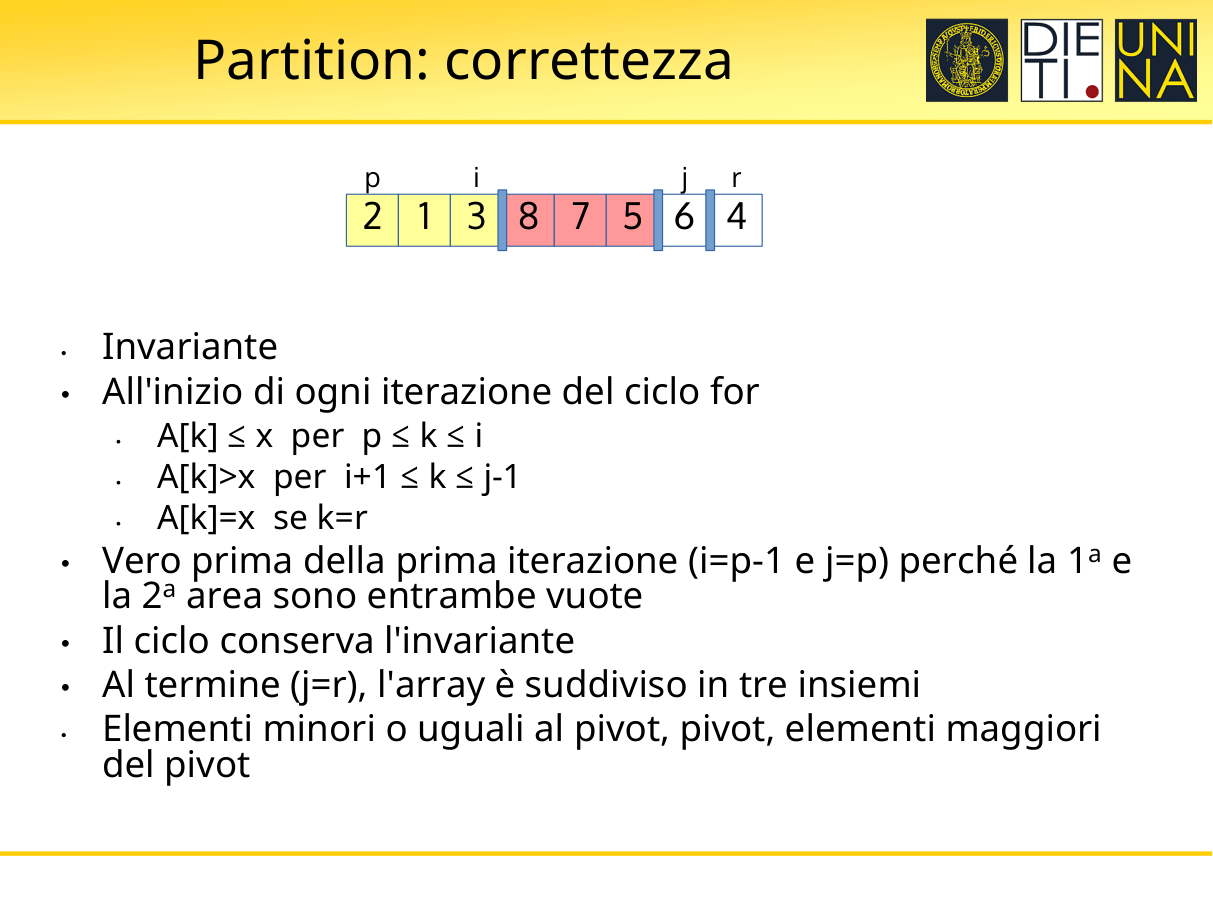 Partition: correttezza
DIE UNI
TI. NA
p i j r
2 1 3 8 7 5 6 4
• Invariante
• All'inizio di ogni iterazione del ciclo for
• A[k] ≤ x per p ≤ k ≤ i
• A[k]>x per i+1 ≤ k ≤ j-1
• A[k]=x se k=r
• Vero prima della prima iterazione (i=p-1 e j=p) perché la 1ª e
la 2ª area sono entrambe vuote
• Il ciclo conserva l'invariante
• Al termine (j=r), l'array è suddiviso in tre insiemi
• Elementi minori o uguali al pivot, pivot, elementi maggiori
del pivot